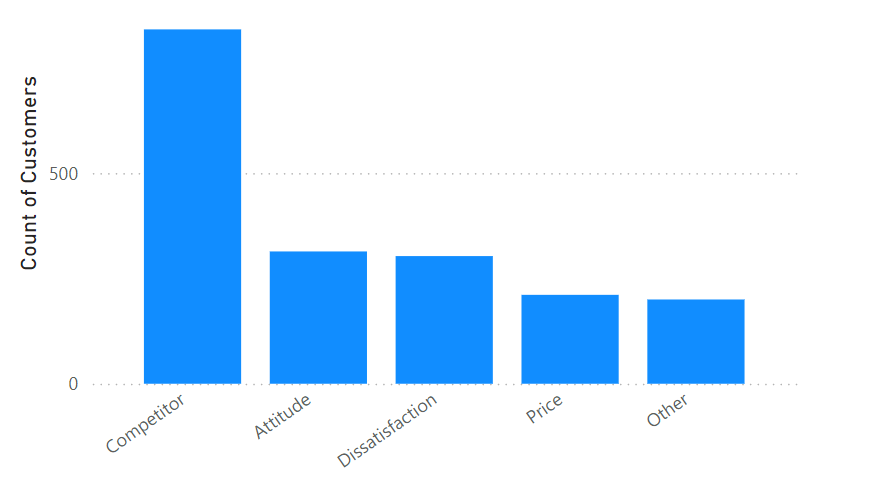 Count of Customers
500
0
Competitor
Attitude
Dissatisfaction
Price
Other